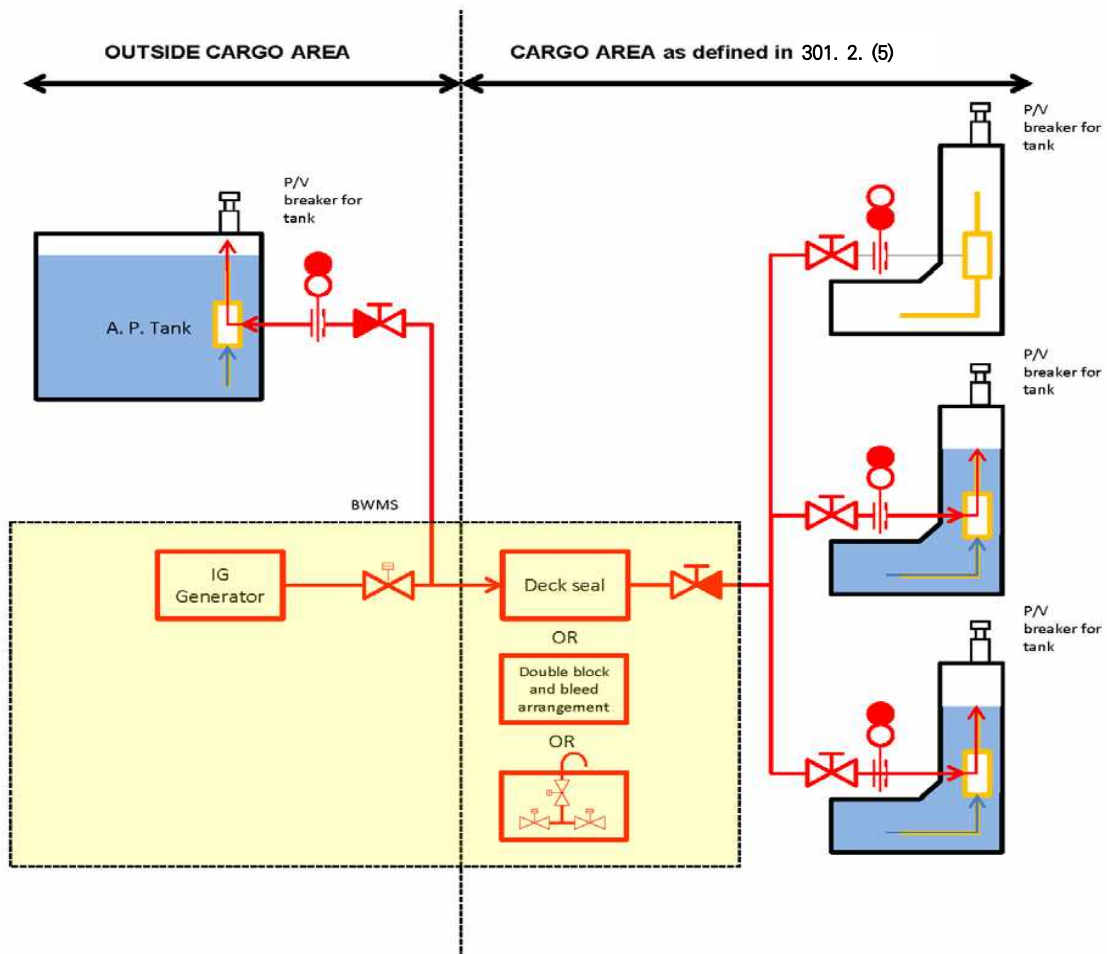 OUTSIDE CARGO AREA
CARGO AREA as defined in 301. 2. (5)
P/V
breaker for
tank
P/V
breaker for
tank
A. P. Tank
P/V
breaker for
tank
BWMS
IG
Generator
Deck seal
OR
Double block
and bleed
arrangement
OR
P/V
breaker for
tank